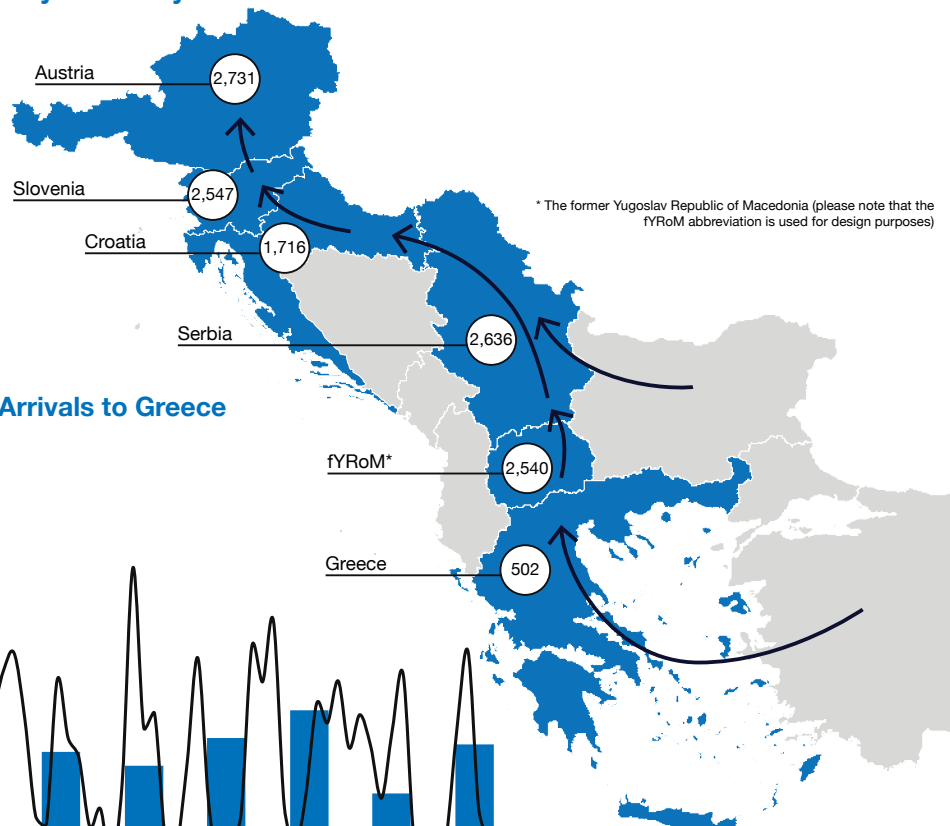 Austria
2,731
Slovenia
2,547
* The former Yugoslav Republic of Macedonia (please note that the
fYRoM abbreviation is used for design purposes)
Croatia
1,716
Serbia
2,636
Arrivals to Greece
fYRoM*
2,540
Greece
502